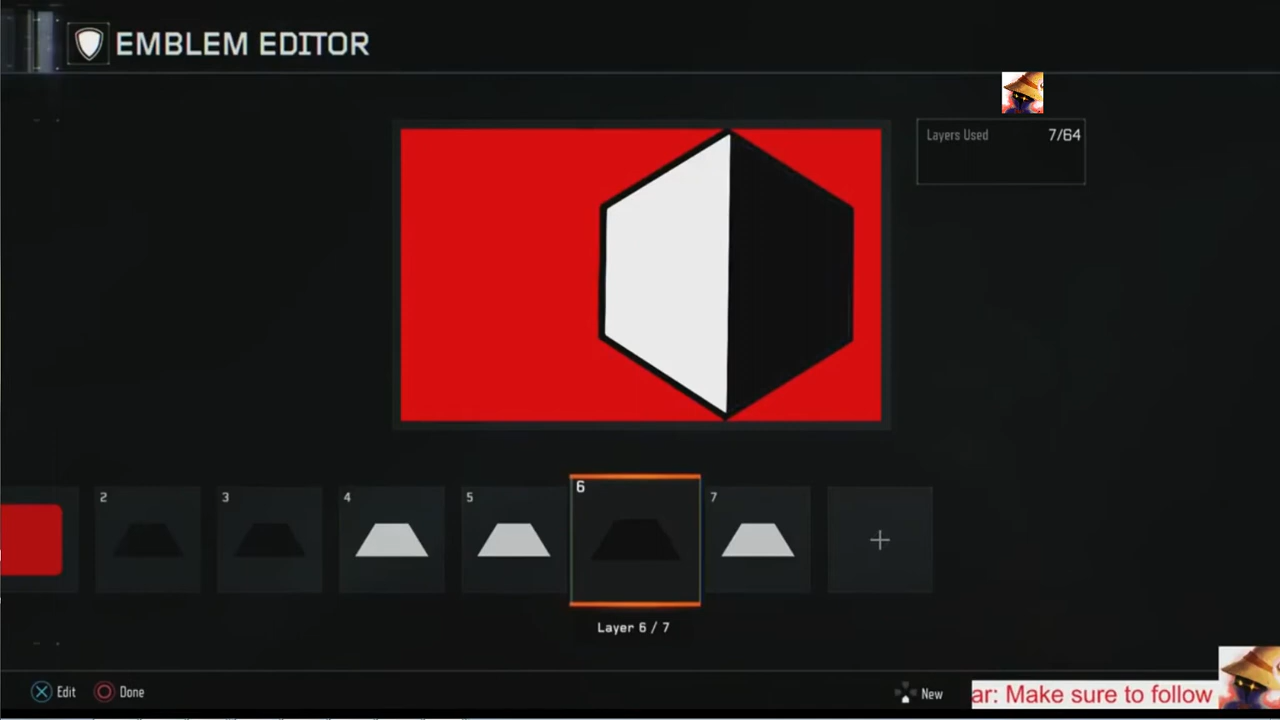 EMBLEM EDITOR
Layers Used 7/64
2 3 4 5 6 7
Layer 6 / 7
Edit Done New
ar: Make sure to follow